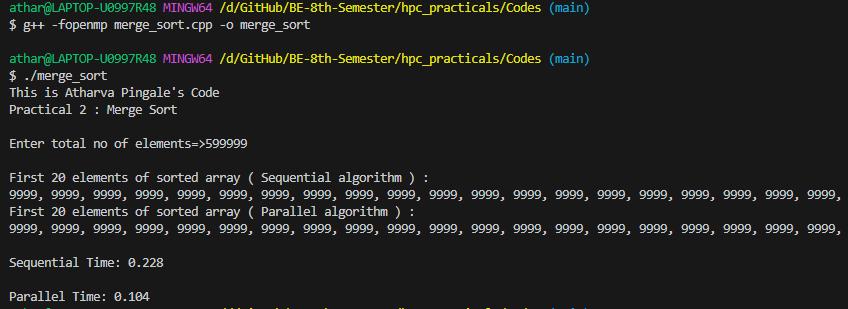 athar@LAPTOP-U0997R48 MINGW64 /d/GitHub/BE-8th-Semester/hpc_practicals/Codes (main)
$ g++ -fopenmp merge_sort.cpp -o merge_sort
athar@LAPTOP-U0997R48 MINGW64 /d/GitHub/BE-8th-Semester/hpc_practicals/Codes (main)
$ ./merge_sort
This is Atharva Pingale's Code
Practical 2 : Merge Sort
Enter total no of elements=>599999
First 20 elements of sorted array ( Sequential algorithm ) :
9999, 9999, 9999, 9999, 9999, 9999, 9999, 9999, 9999, 9999, 9999, 9999, 9999, 9999, 9999, 9999, 9999, 9999, 9999, 9999,
First 20 elements of sorted array ( Parallel algorithm ) :
9999, 9999, 9999, 9999, 9999, 9999, 9999, 9999, 9999, 9999, 9999, 9999, 9999, 9999, 9999, 9999, 9999, 9999, 9999, 9999,
Sequential Time: 0.228
Parallel Time: 0.104